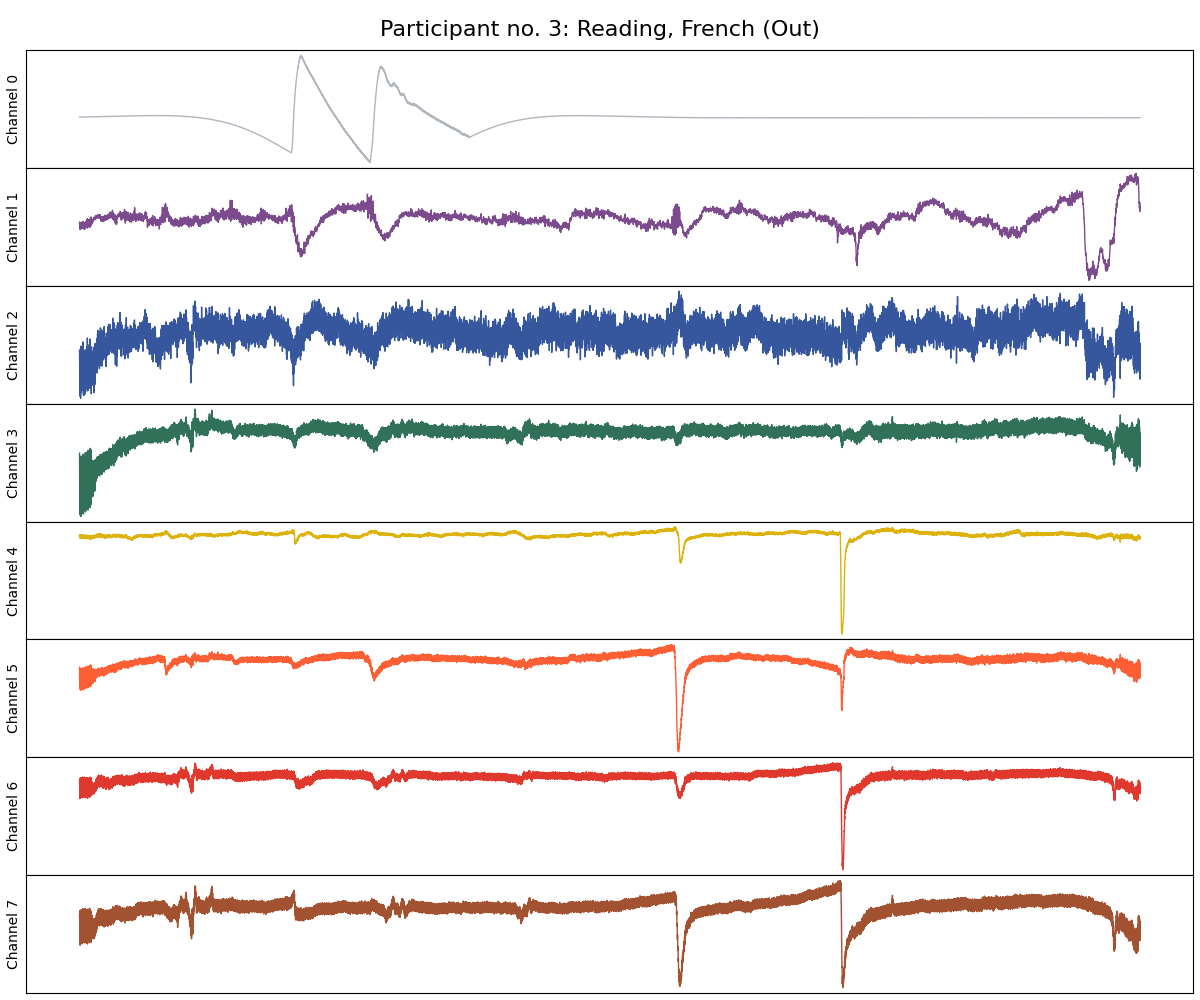 Participant no. 3: Reading, French (Out)
Channel 0
Channel 1
Channel 2
Channel 3
Channel 4
Channel 5
Channel 6
Channel 7